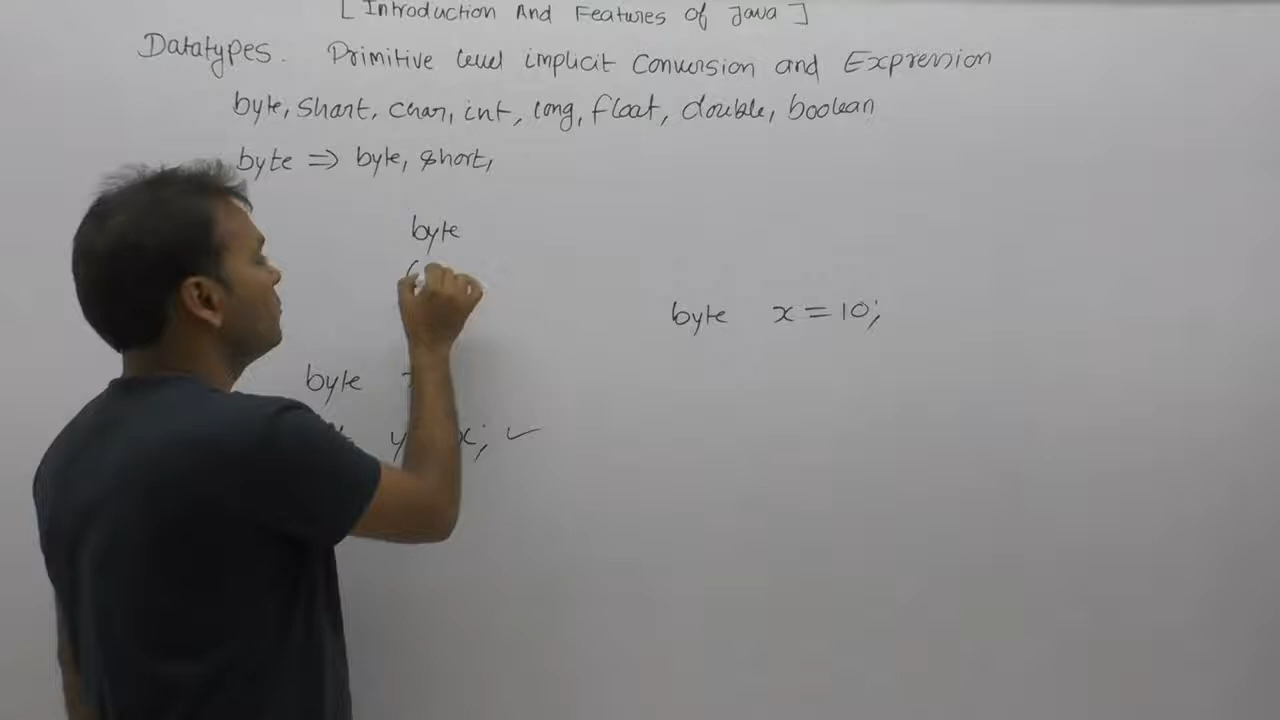 [ Introduction And Features of Java ]
Datatypes. Primitive level implicit Conversion and Expression
byte, short, char, int, long, float, double, boolean
byte ⇒ byte, short,
byte
(
byte x = 10;
byte
y x; ✓